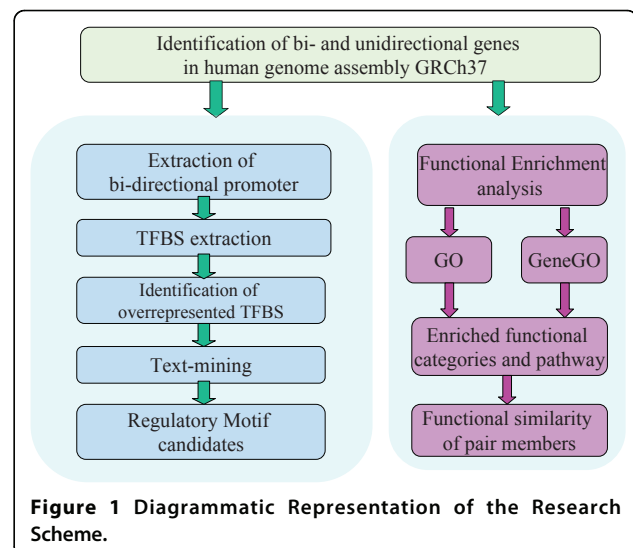 Identification of bi- and unidirectional genes
in human genome assembly GRCh37
Extraction of
bi-directional promoter
TFBS extraction
Identification of
overrepresented TFBS
Text-mining
Regulatory Motif
candidates
Functional Enrichment
analysis
GO
GeneGO
Enriched functional
categories and pathway
Functional similarity
of pair members
Figure 1 Diagrammatic Representation of the Research
Scheme.